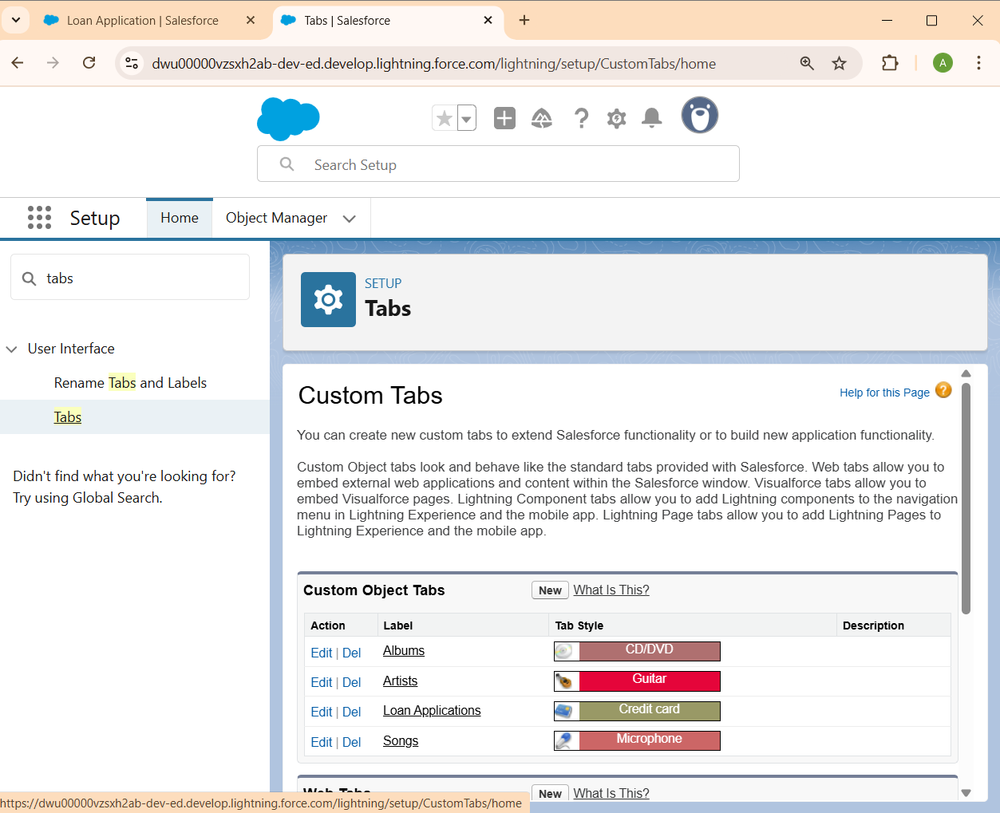 Loan Application | Salesforce
Tabs | Salesforce
dwu00000vzsxh2ab-dev-ed.develop.lightning.force.com/lightning/setup/CustomTabs/home
A
Search Setup
Setup
Home
Object Manager
tabs
User Interface
Rename Tabs and Labels
Tabs
Didn't find what you're looking for?
Try using Global Search.
SETUP
Tabs
Custom Tabs
Help for this Page
You can create new custom tabs to extend Salesforce functionality or to build new application functionality.
Custom Object tabs look and behave like the standard tabs provided with Salesforce. Web tabs allow you to
embed external web applications and content within the Salesforce window. Visualforce tabs allow you to
embed Visualforce pages. Lightning Component tabs allow you to add Lightning components to the navigation
menu in Lightning Experience and the mobile app. Lightning Page tabs allow you to add Lightning Pages to
Lightning Experience and the mobile app.
Custom Object Tabs New What Is This?
Action Label Tab Style Description
Edit | Del Albums CD/DVD
Edit | Del Artists Guitar
Edit | Del Loan Applications Credit card
Edit | Del Songs Microphone
Web Tabs New What Is This?
https://dwu00000vzsxh2ab-dev-ed.develop.lightning.force.com/lightning/setup/CustomTabs/home